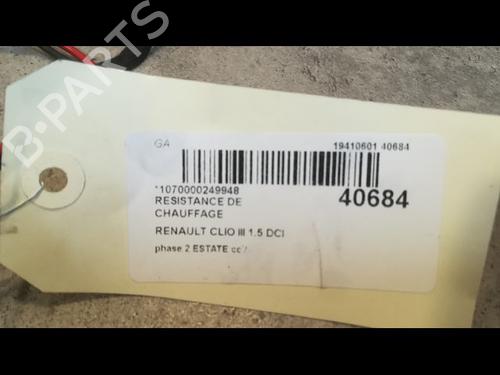 B-PARTS
GA
19410601 40684
*1070000249948
40684
RESISTANCE DE
CHAUFFAGE
RENAULT CLIO III 1.5 DCI
phase 2 ESTATE